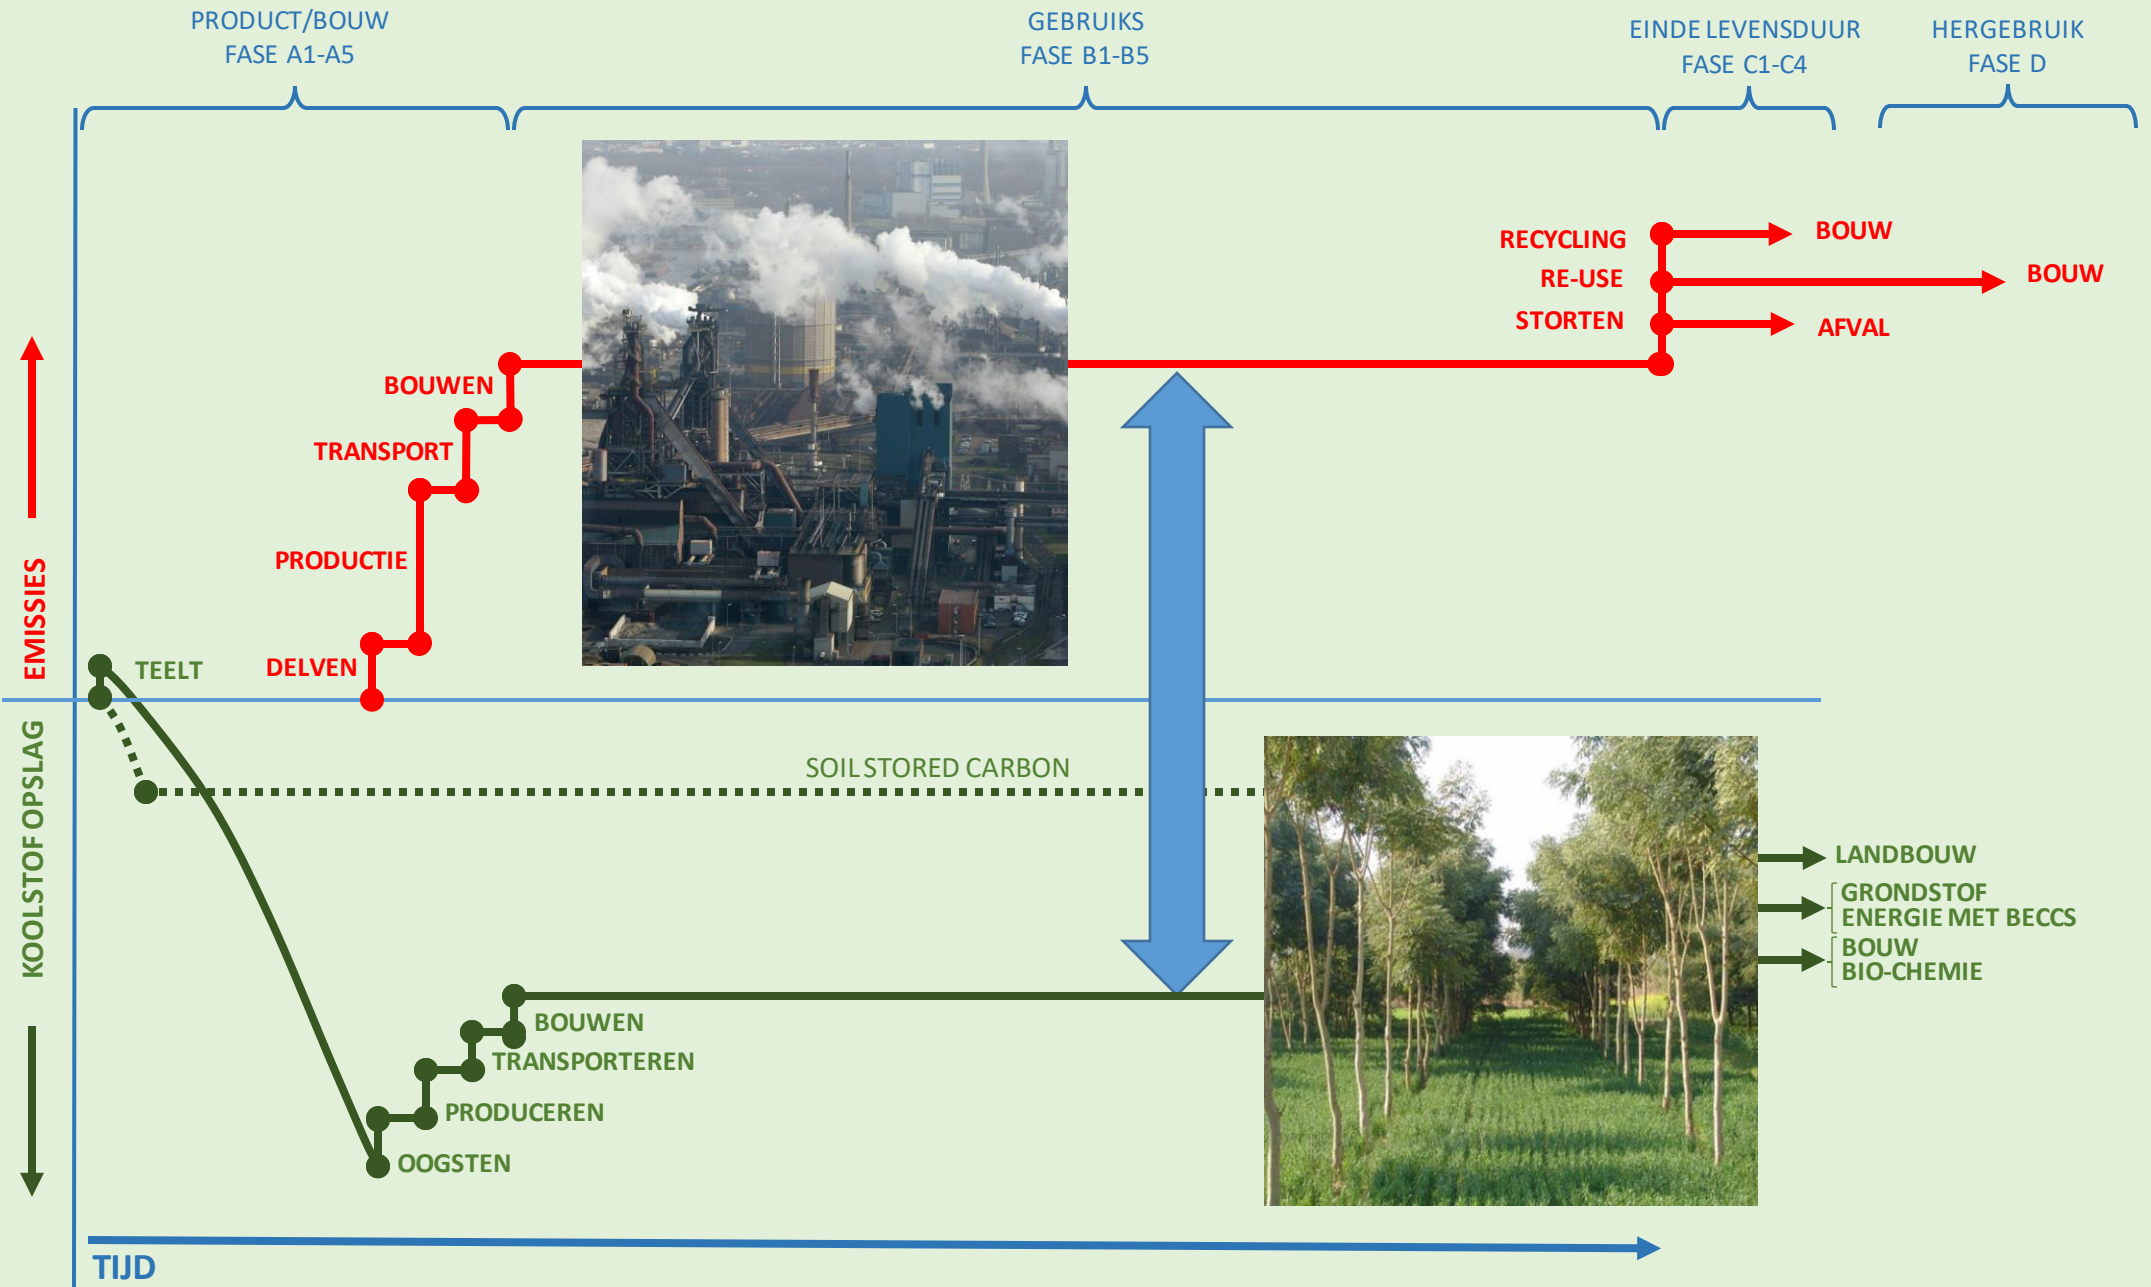 PRODUCT/BOUW
FASE A1-A5
GEBRUIKS
FASE B1-B5
EINDE LEVENSDUUR
FASE C1-C4
HERGEBRUIK
FASE D
RECYCLING
BOUW
RE-USE
BOUW
STORTEN
AFVAL
BOUWEN
TRANSPORT
PRODUCTIE
DELVEN
EMISSIES
TEELT
KOOLSTOF OPSLAG
SOIL STORED CARBON
LANDBOUW
GRONDSTOF
ENERGIE MET BECCS
BOUW
BIO-CHEMIE
BOUWEN
TRANSPORTEREN
PRODUCEREN
OOGSTEN
TIJD